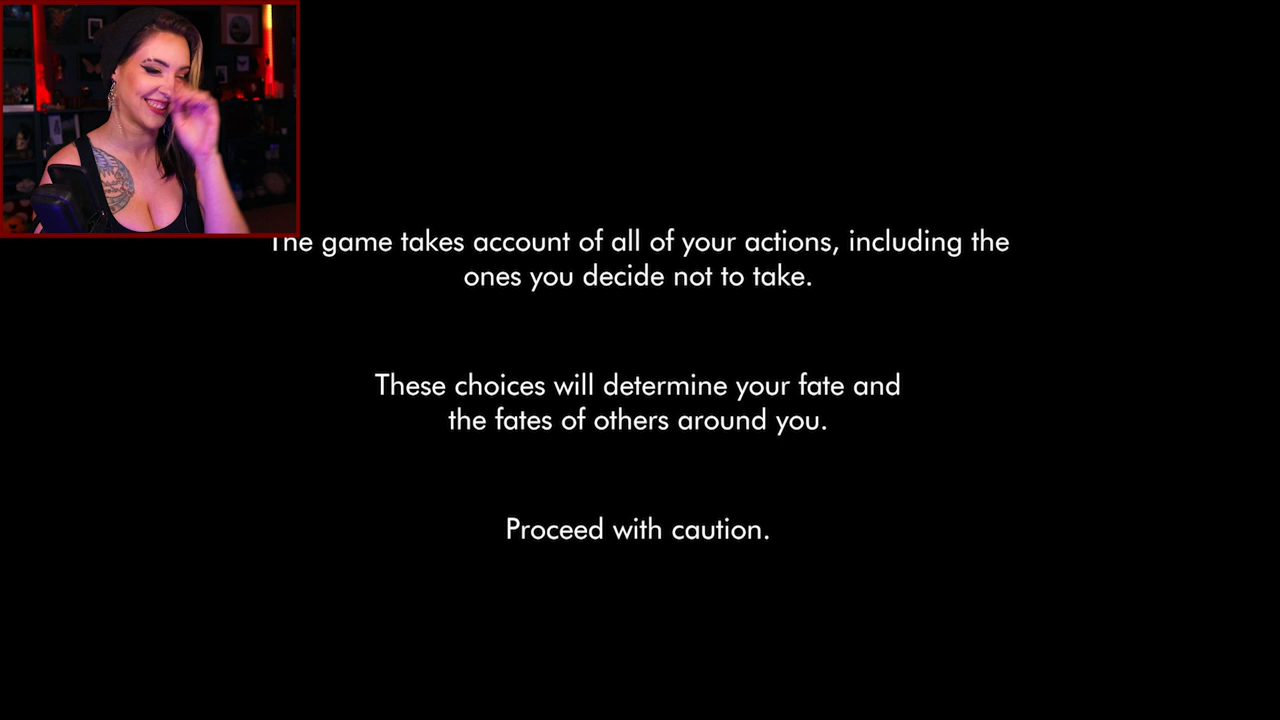 The game takes account of all of your actions, including the
ones you decide not to take.
These choices will determine your fate and
the fates of others around you.
Proceed with caution.